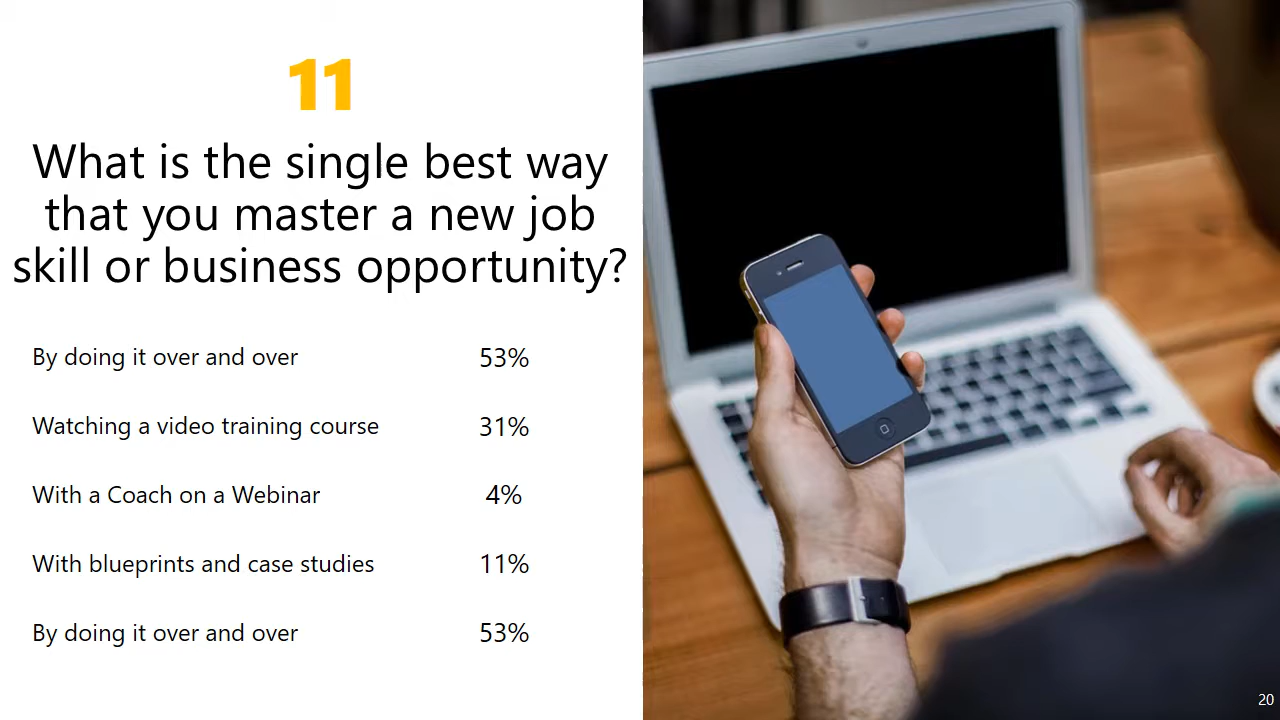 11
What is the single best way
that you master a new job
skill or business opportunity?
By doing it over and over 53%
Watching a video training course 31%
With a Coach on a Webinar 4%
With blueprints and case studies 11%
By doing it over and over 53%
20